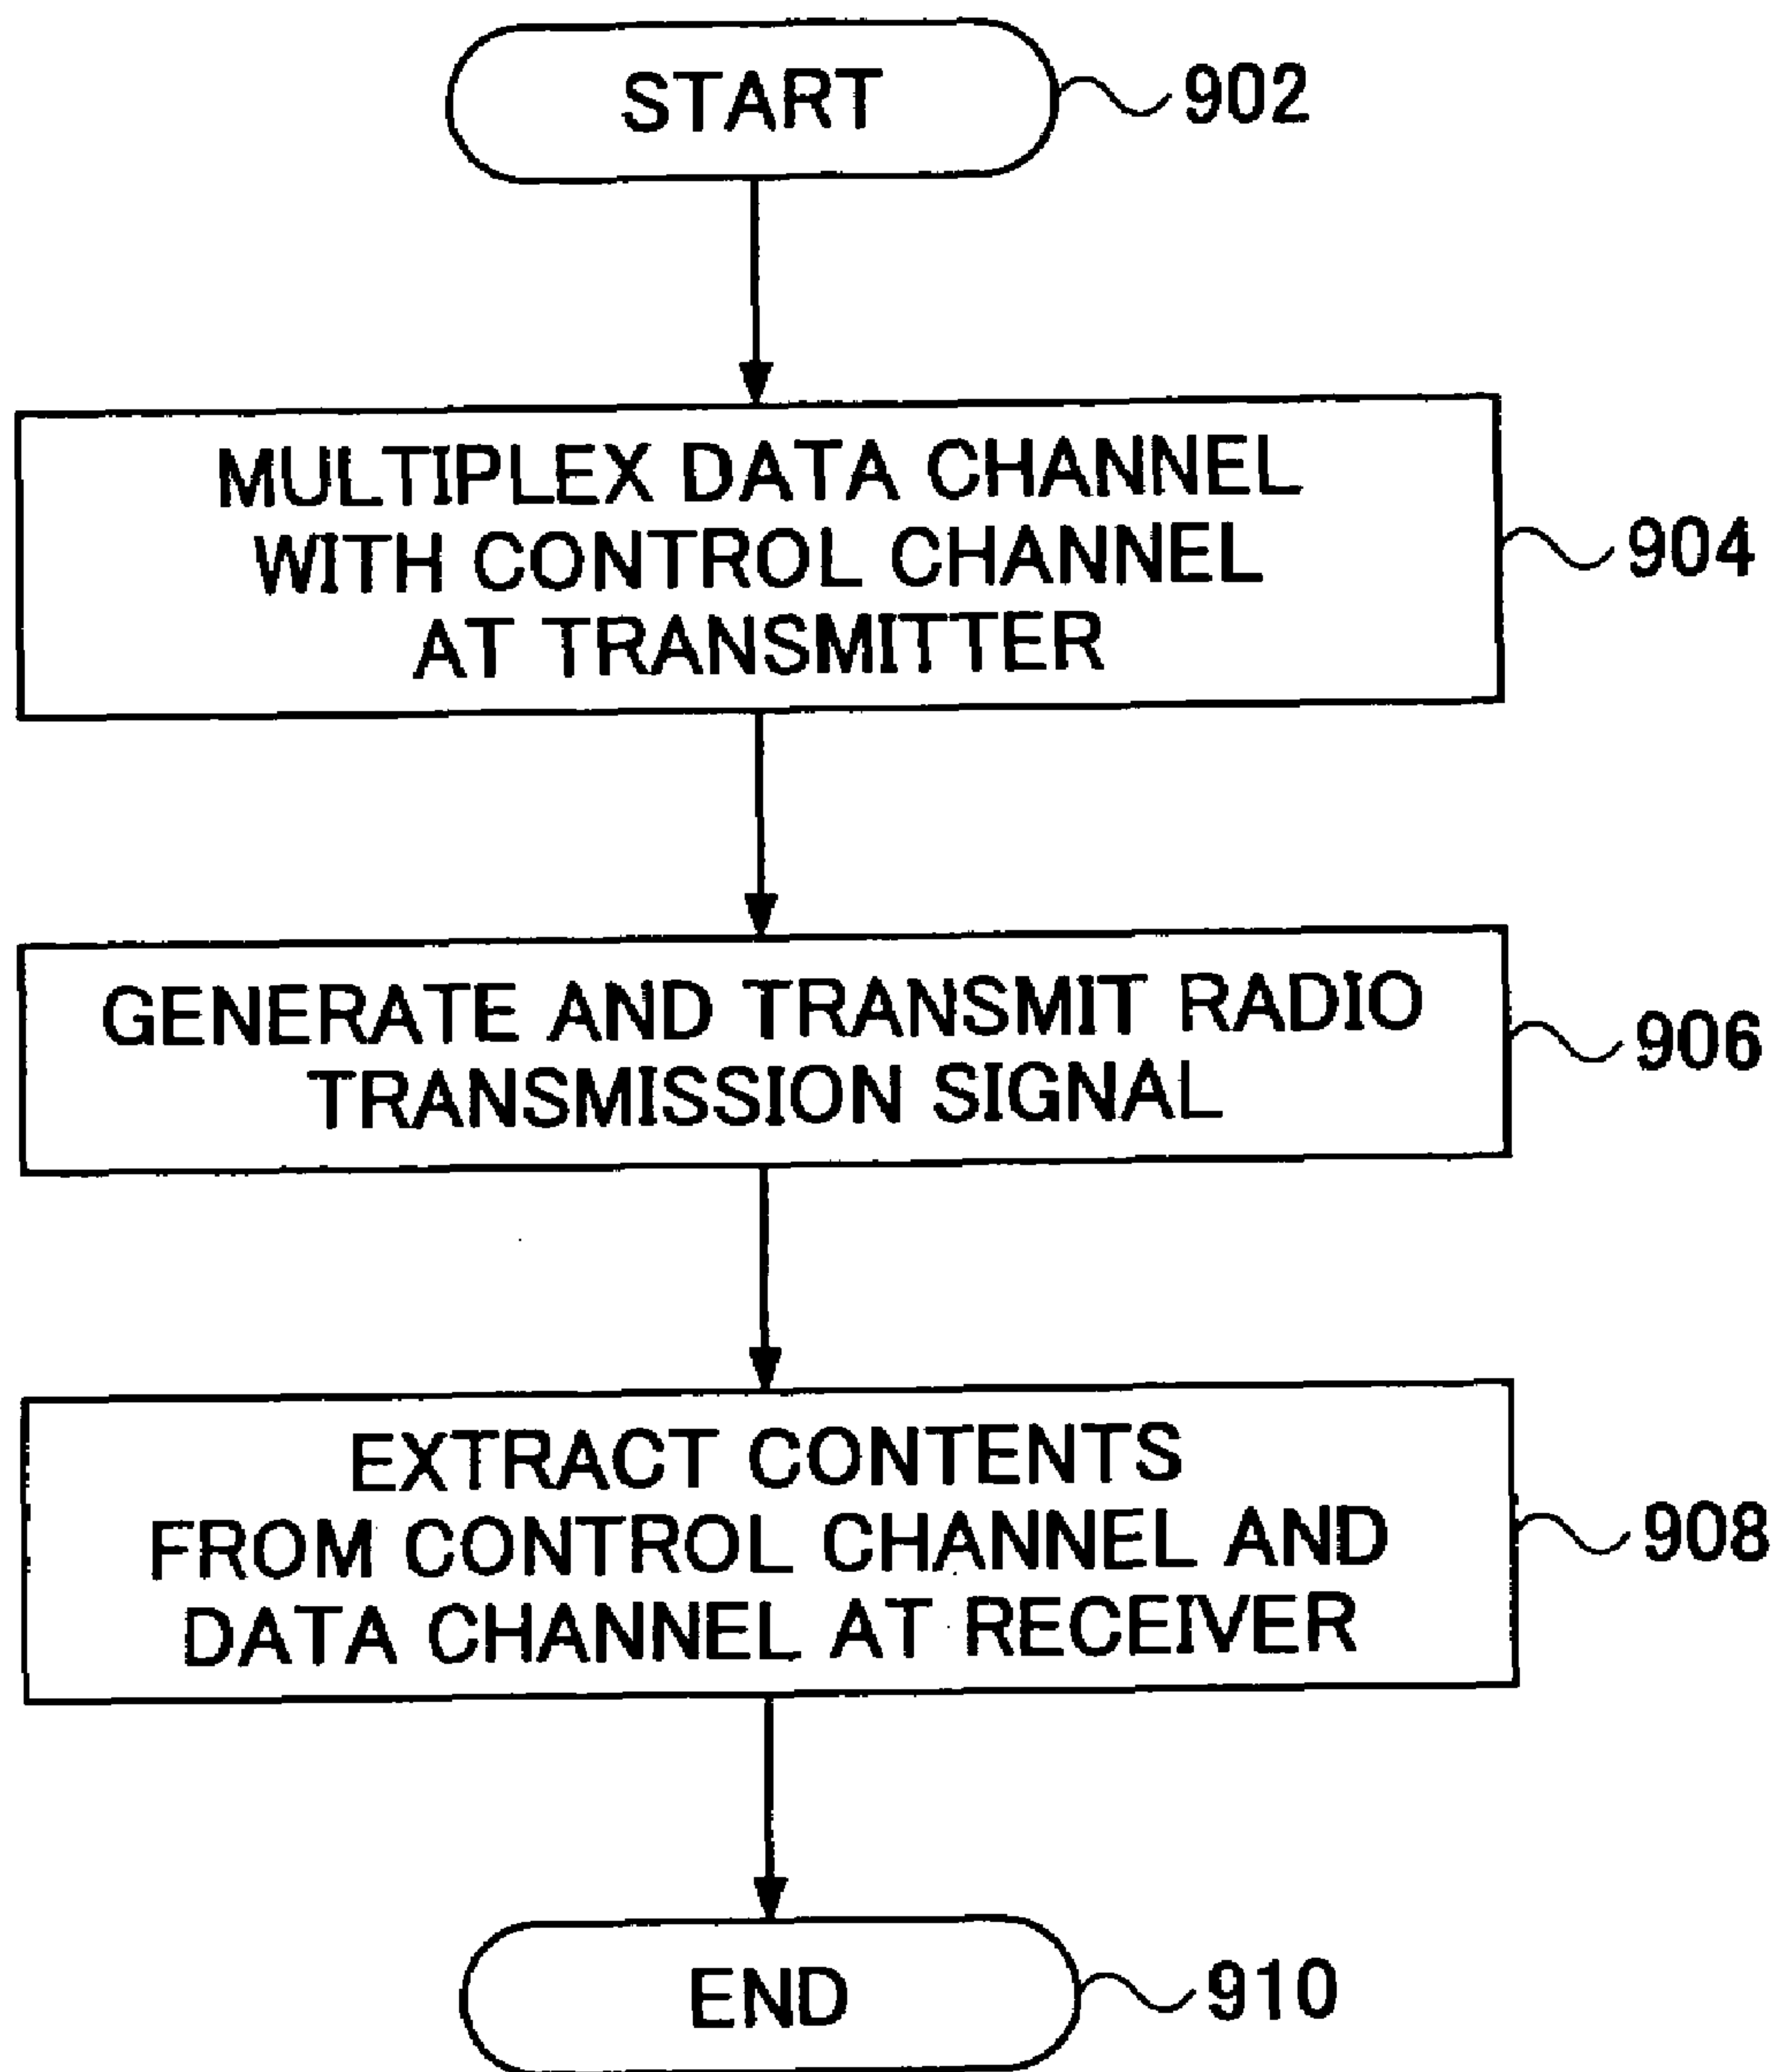 START
902
MULTIPLEX DATA CHANNEL
WITH CONTROL CHANNEL
AT TRANSMITTER
904
GENERATE AND TRANSMIT RADIO
TRANSMISSION SIGNAL
906
EXTRACT CONTENTS
FROM CONTROL CHANNEL AND
DATA CHANNEL AT RECEIVER
908
END
910